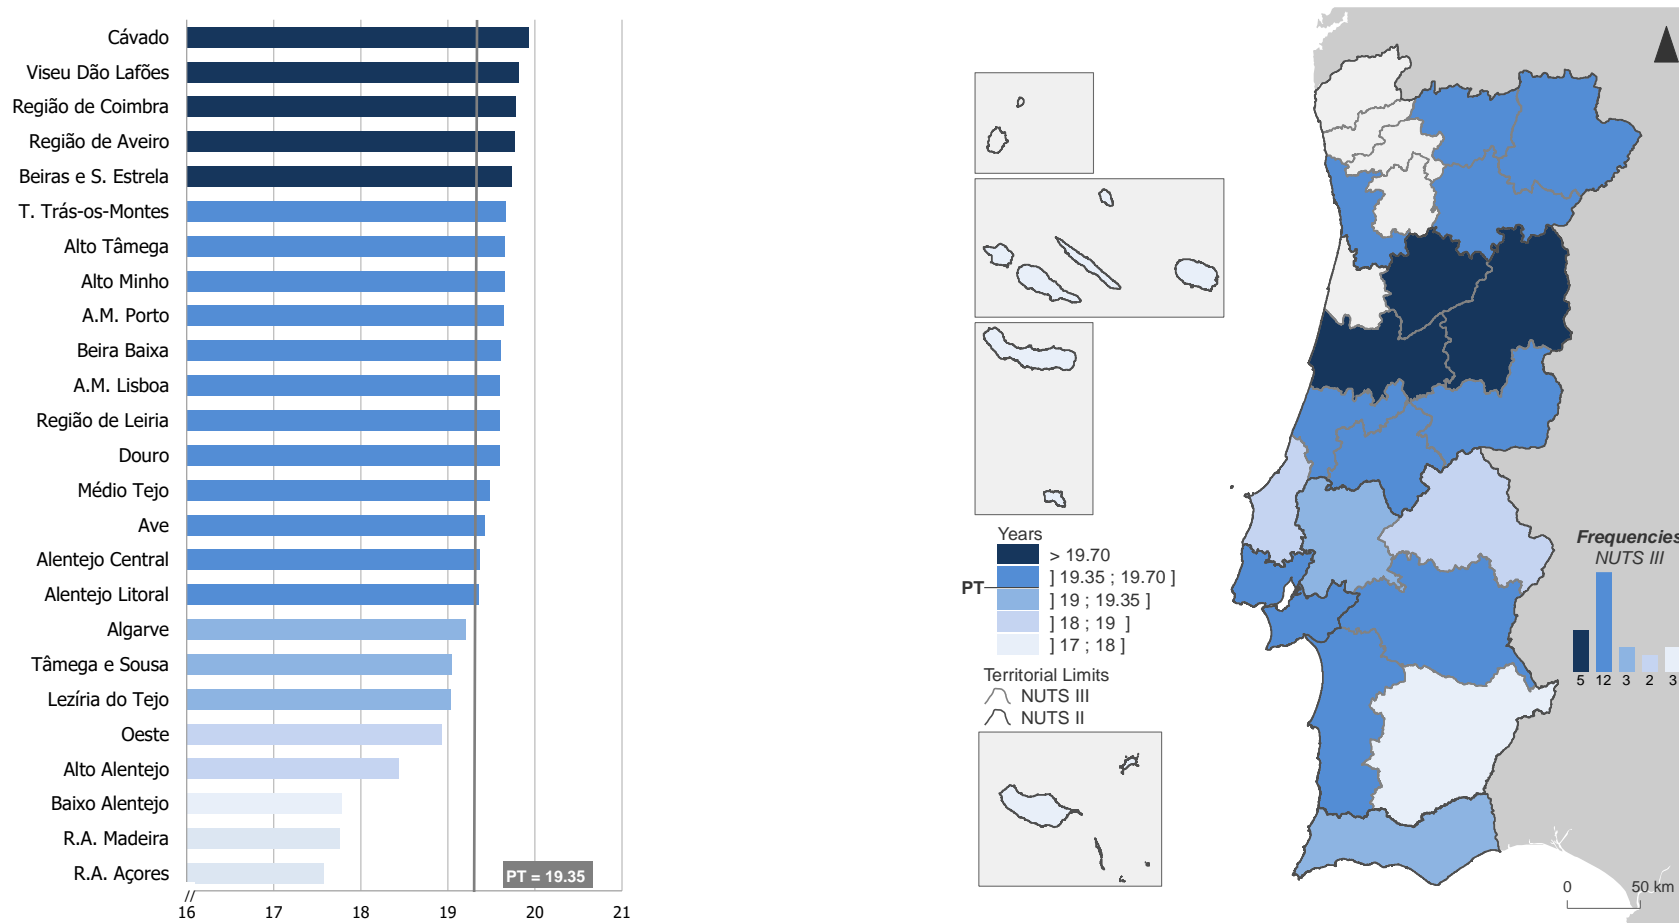 Cávado
Viseu Dão Lafões
Região de Coimbra
Região de Aveiro
Beiras e S. Estrela
T. Trás-os-Montes
Alto Tâmega
Alto Minho
A.M. Porto
Beira Baixa
A.M. Lisboa
Região de Leiria
Douro
Médio Tejo
Ave
Alentejo Central
Alentejo Litoral
Algarve
Tâmega e Sousa
Lezíria do Tejo
Oeste
Alto Alentejo
Baixo Alentejo
R.A. Madeira
R.A. Açores
PT = 19.35
//
16 17 18 19 20 21
Years
> 19.70
] 19.35 ; 19.70 ]
PT
] 19 ; 19.35 ]
] 18 ; 19 ]
] 17 ; 18 ]
Territorial Limits
NUTS III
NUTS II
Frequencies
NUTS III
5 12 3 2 3
0 50 km